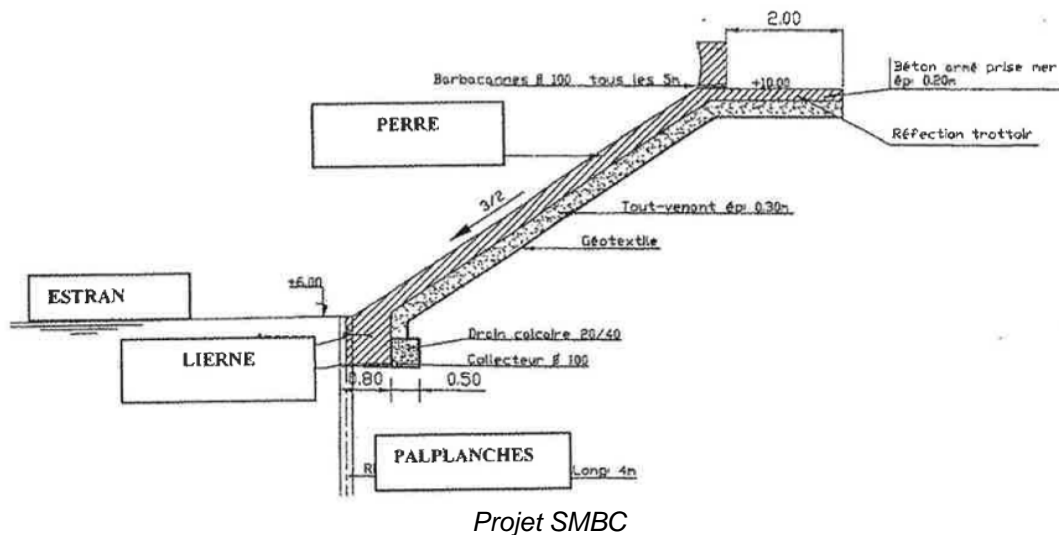 2.00
Barbacannes ø 100 tous les 5m
+10.00
Béton armé prise mer
ép: 0.20m
PERRE
Réfection trottoir
3/2
Tout-venant ép: 0.30m
Géotextile
ESTRAN
+6.00
LIERNE
Drain calcaire 20/40
Collecteur ø 100
0.80
0.50
PALPLANCHES
Long: 4m
Projet SMBC